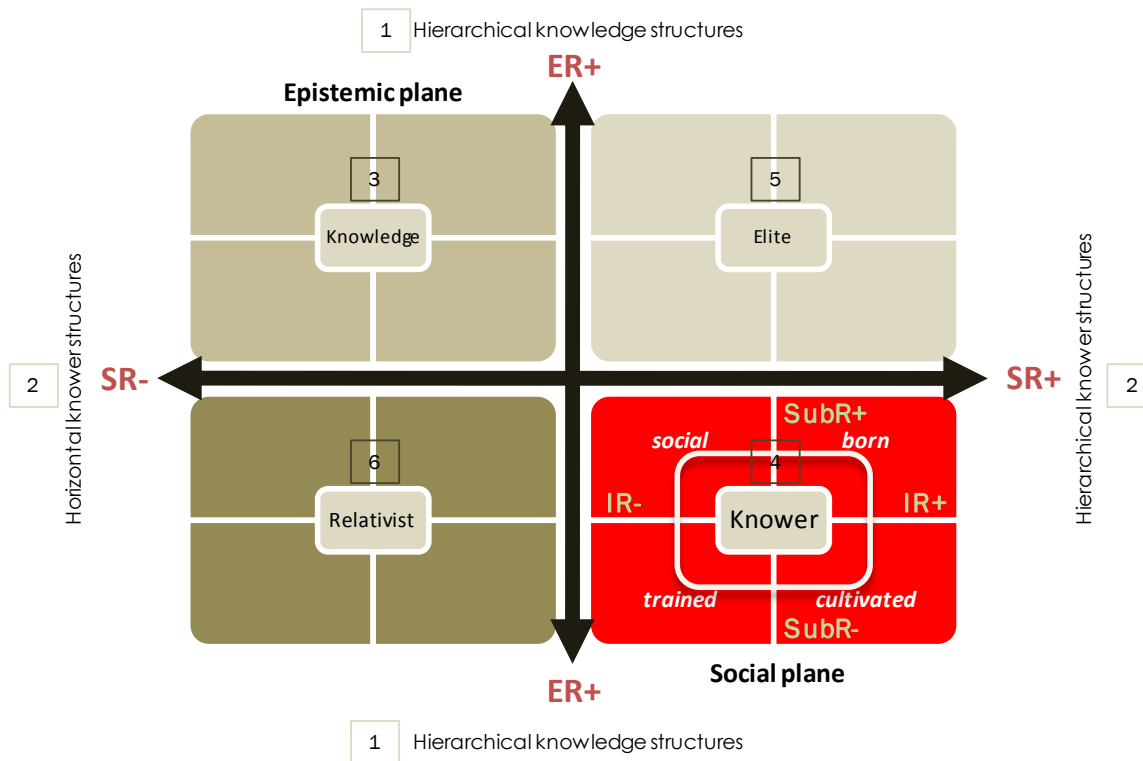 1 Hierarchical knowledge structures
ER+
Epistemic plane
3
5
Knowledge
Elite
Horizontal knower structures
2
SR-
SR+
2
Hierarchical knower structures
SubR+
social
born
6
4
IR-
IR+
Relativist
Knower
trained
cultivated
SubR-
Social plane
ER+
1 Hierarchical knowledge structures